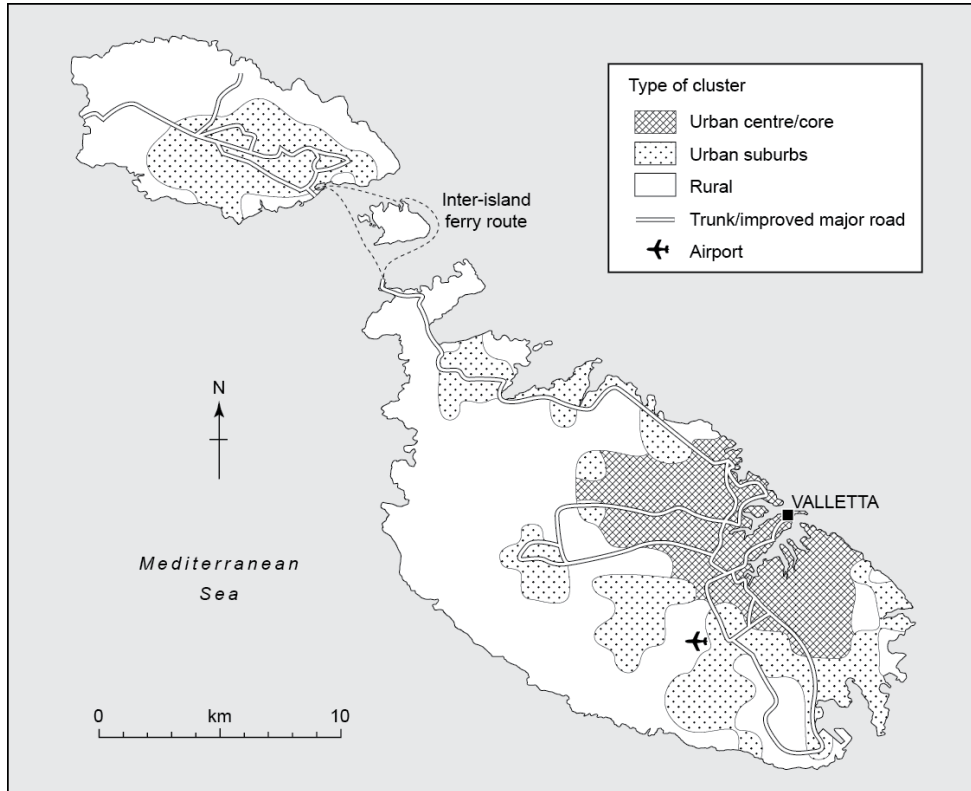 Type of cluster
Urban centre/core
Urban suburbs
Rural
Trunk/improved major road
Airport
Inter-island
ferry route
N
VALLETTA
Mediterranean
Sea
0 km 10